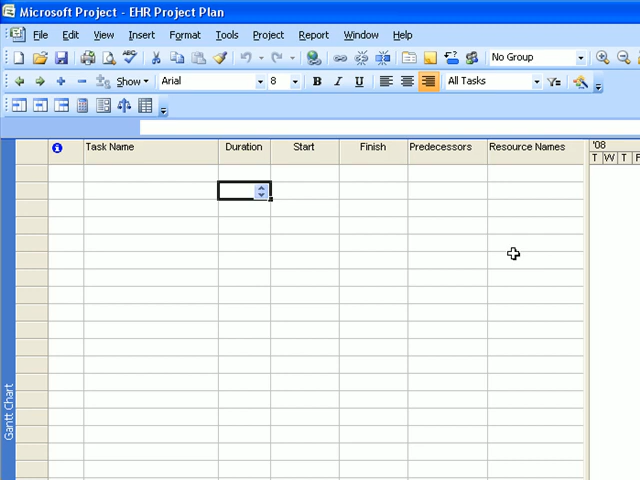 Microsoft Project - EHR Project Plan
File Edit View Insert Format Tools Project Report Window Help
No Group
Show Arial 8 B I U All Tasks
Task Name Duration Start Finish Predecessors Resource Names '08
T W T F
Gantt Chart